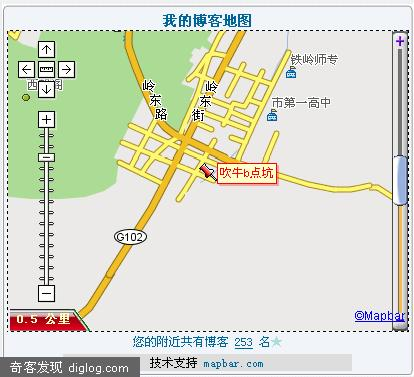 我的博客地图
铁岭师专
岭东路
岭东街
市第一高中
吹牛b点坑
G102
0.5 公里
©Mapbar
您的附近共有博客 253 名★
技术支持 mapbar.com
奇客发现 diglog.com